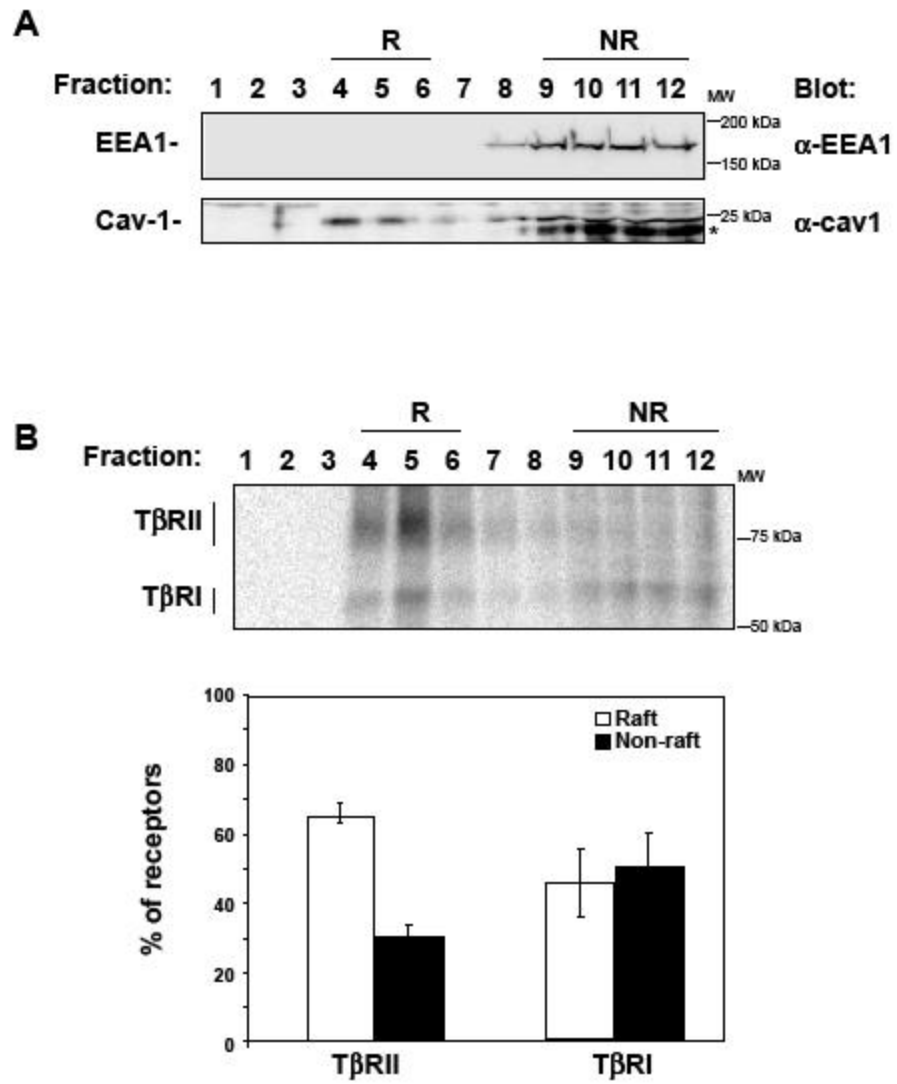 A
R NR
Fraction: 1 2 3 4 5 6 7 8 9 10 11 12 MW Blot:
EEA1- 200 kDa α-EEA1
150 kDa
Cav-1- 25 kDa α-cav1
*
B
R NR
Fraction: 1 2 3 4 5 6 7 8 9 10 11 12 MW
TβRII 75 kDa
TβRI
50 kDa
100
Raft
Non-raft
80
60
40
20
0
% of receptors
TβRII TβRI